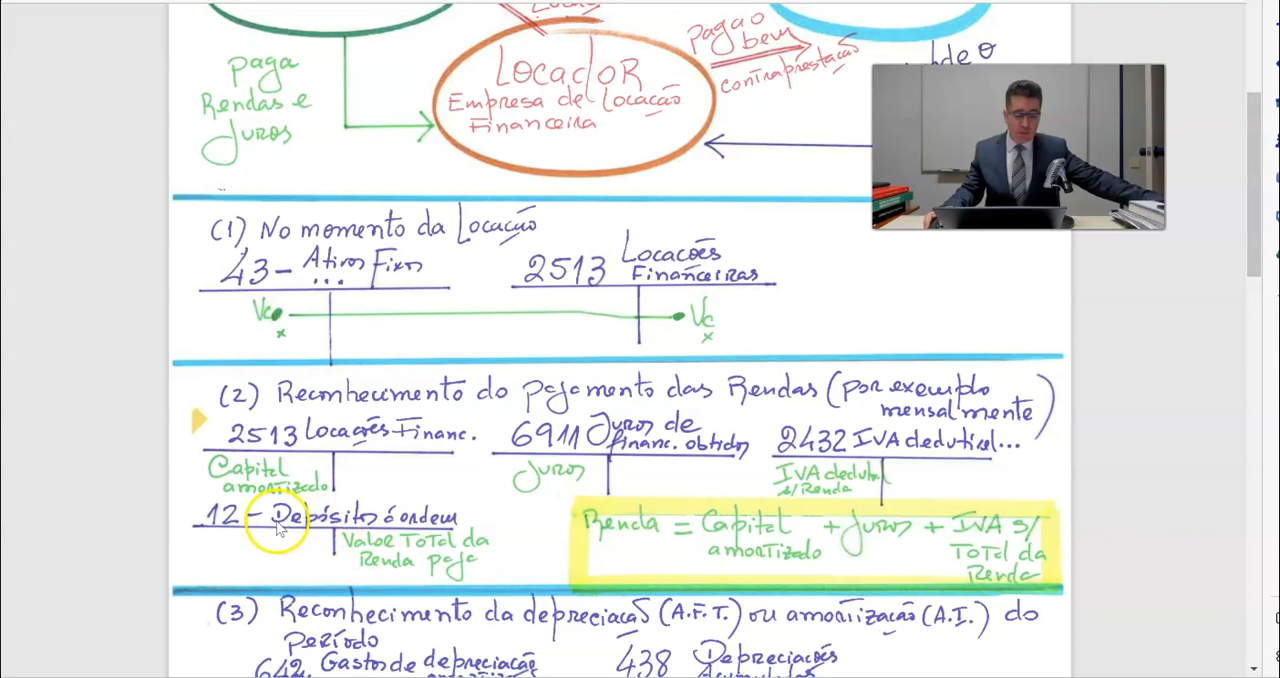 Locação
paga
Rendas e
Juros
Locador
Empresa de Locação
Financeira
paga o
bem
contraprestação
(1) No momento da Locação
43 - Ativos Fixos
...
2513 Locações
Financeiras
Vc
x
Vc
x
(2) Reconhecimento do pagamento das Rendas (por exemplo
mensalmente)
2513 Locações Financ.
6911 Juros de
financ. obtidos
2432 IVA dedutível...
Capital
amortizado
Juros
IVA dedutível
s/ Renda
12 - Depósitos à ordem
Valor Total da
Renda paga
Renda = Capital + Juros + IVA s/
amortizado Total da
Renda
(3) Reconhecimento da depreciação (A.F.T.) ou amortização (A.I.) do
período
642 Gastos de depreciação
438 Depreciações